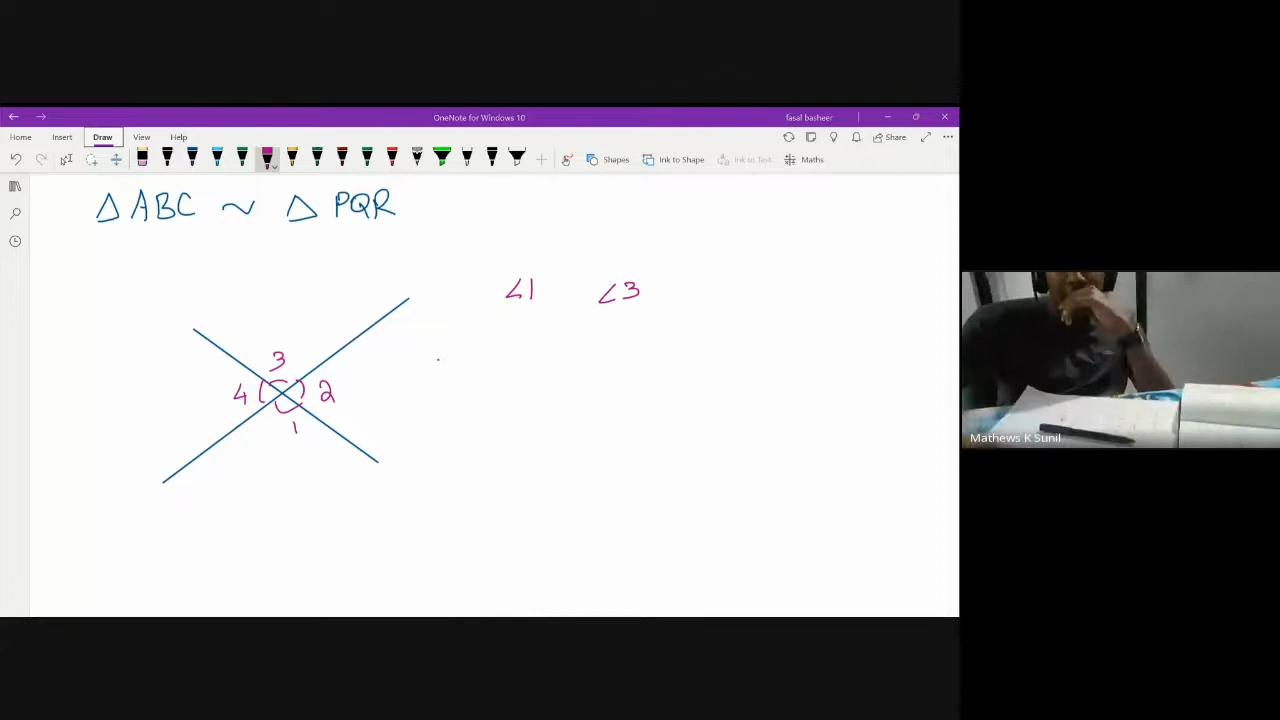 OneNote for Windows 10
fasal basheer
Home Insert Draw View Help
Share
Shapes Ink to Shape Ink to Text Maths
△ ABC ~ △ PQR
∠1 ∠3
3
4 2
1
Mathews K Sunil